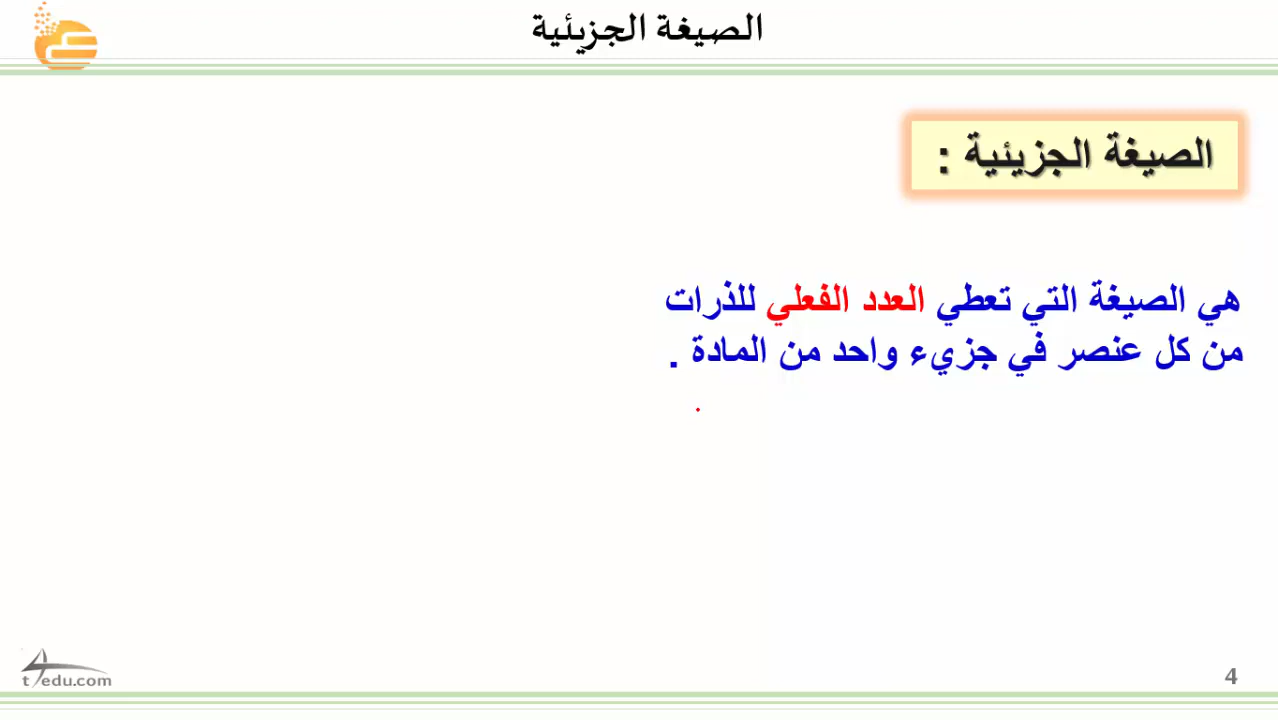 الصيغة الجزيئية
الصيغة الجزيئية :
هي الصيغة التي تعطي العدد الفعلي للذرات
من كل عنصر في جزيء واحد من المادة .
t4edu.com
4